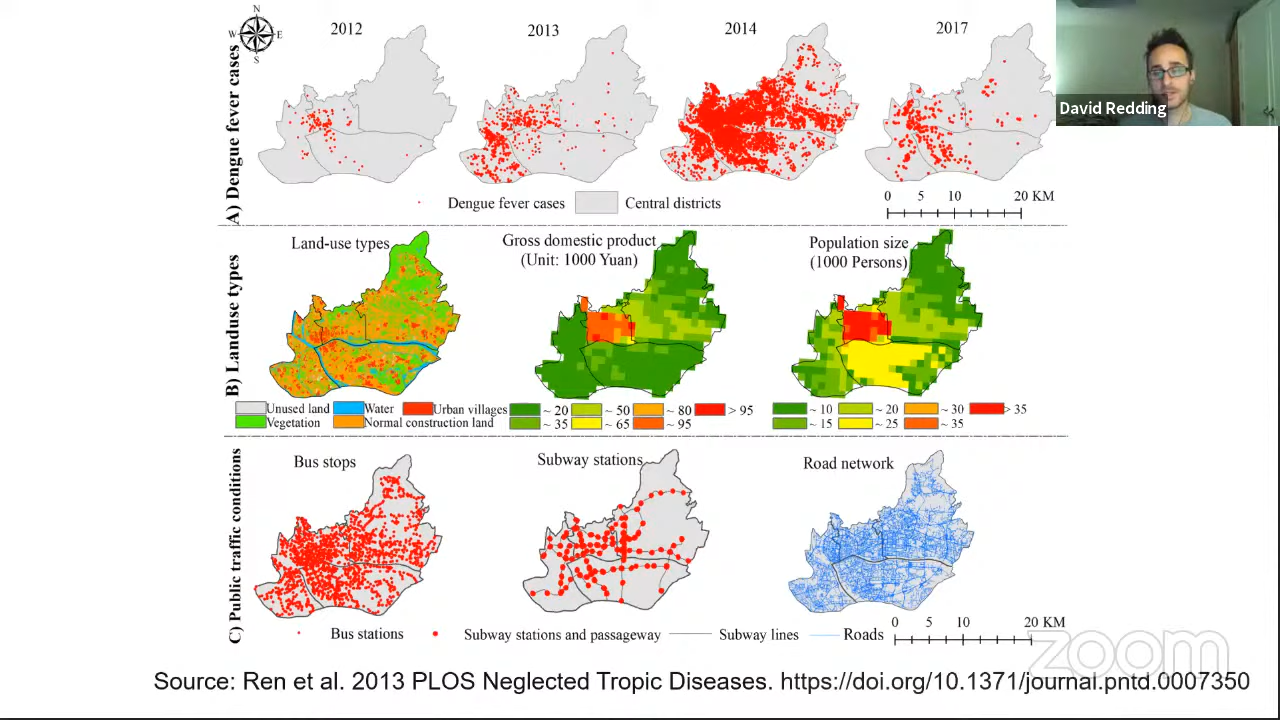 N
W E
S
2012
2013
2014
2017
A) Dengue fever cases
David Redding
Dengue fever cases
Central districts
0 5 10 20 KM
B) Landuse types
Land-use types
Gross domestic product
(Unit: 1000 Yuan)
Population size
(1000 Persons)
Unused land Water Urban villages
Vegetation Normal construction land
~ 20 ~ 50 ~ 80 > 95
~ 35 ~ 65 ~ 95
~ 10 ~ 20 ~ 30 > 35
~ 15 ~ 25 ~ 35
C) Public traffic conditions
Bus stops
Subway stations
Road network
Bus stations
Subway stations and passageway
Subway lines
Roads
0 5 10 20 KM
zoom
Source: Ren et al. 2013 PLOS Neglected Tropic Diseases. https://doi.org/10.1371/journal.pntd.0007350